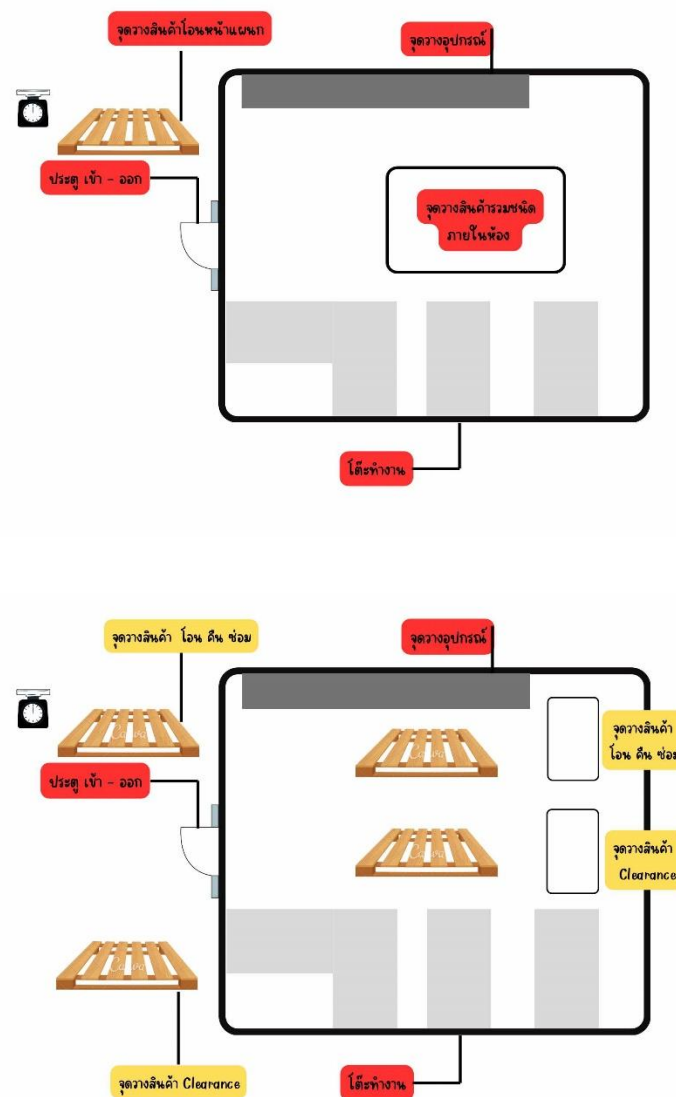 จุดวางสินค้าโอนหน้าแผนก
จุดวางอุปกรณ์
ประตู เข้า - ออก
จุดวางสินค้ารวมชนิด
ภายในห้อง
โต๊ะทำงาน
จุดวางสินค้า โอน คืน ซ่อม
จุดวางอุปกรณ์
Canva
Canva
จุดวางสินค้า
โอน คืน ซ่อม
ประตู เข้า - ออก
Canva
จุดวางสินค้า
Clearance
Canva
จุดวางสินค้า Clearance
โต๊ะทำงาน